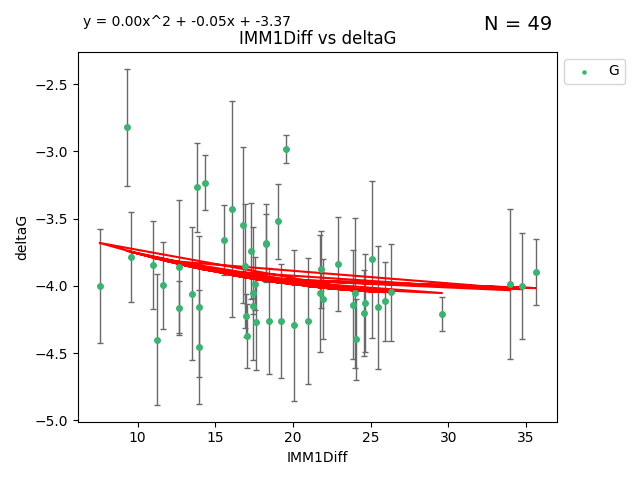 y = 0.00x^2 + -0.05x + -3.37
N = 49
IMM1Diff vs deltaG
G
deltaG
−2.5
−3.0
−3.5
−4.0
−4.5
−5.0
10 15 20 25 30 35
IMM1Diff